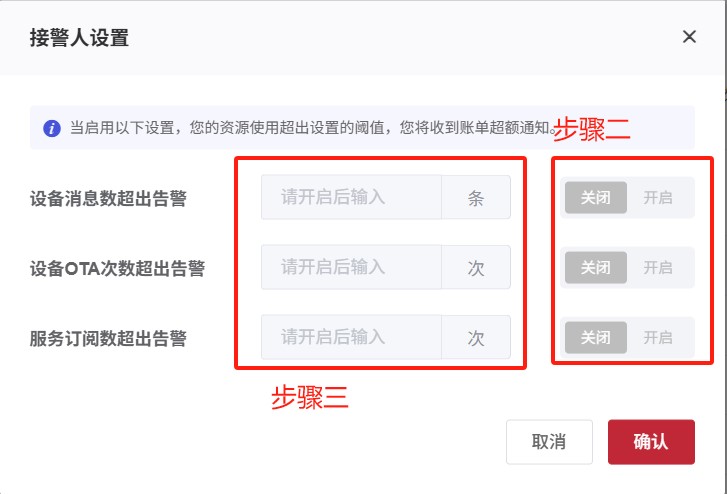 接警人设置
当启用以下设置，您的资源使用超出设置的阈值，您将收到账单超额通知。
步骤二
设备消息数超出告警 请开启后输入 条 关闭 开启
设备OTA次数超出告警 请开启后输入 次 关闭 开启
服务订阅数超出告警 请开启后输入 次 关闭 开启
步骤三
取消 确认